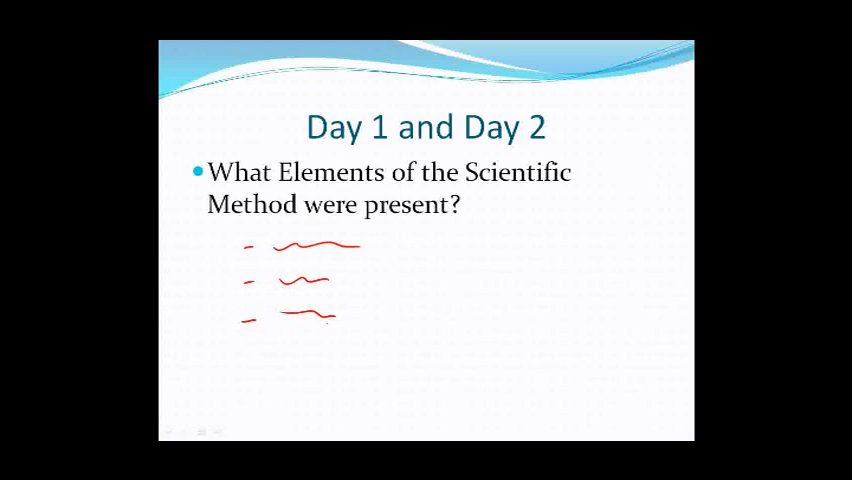 Day 1 and Day 2
What Elements of the Scientific
Method were present?